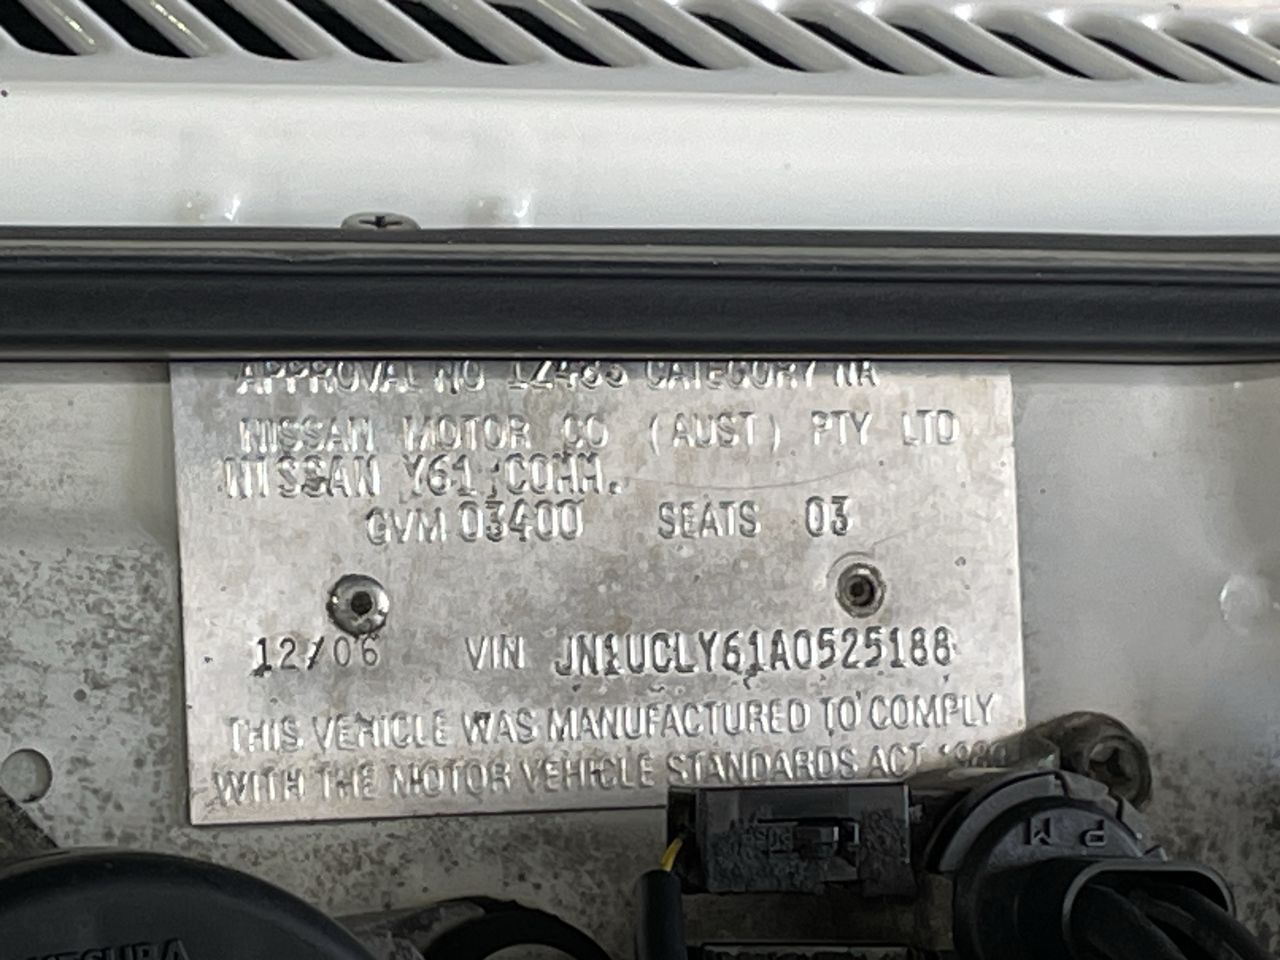 APPROVAL NO 12485 CATEGORY NA
NISSAN MOTOR CO (AUST) PTY LTD
NISSAN Y61 COMM.
GVM 03400 SEATS 03
12/06 VIN JN1UCLY61A0525188
THIS VEHICLE WAS MANUFACTURED TO COMPLY
WITH THE MOTOR VEHICLE STANDARDS ACT 1989
P M